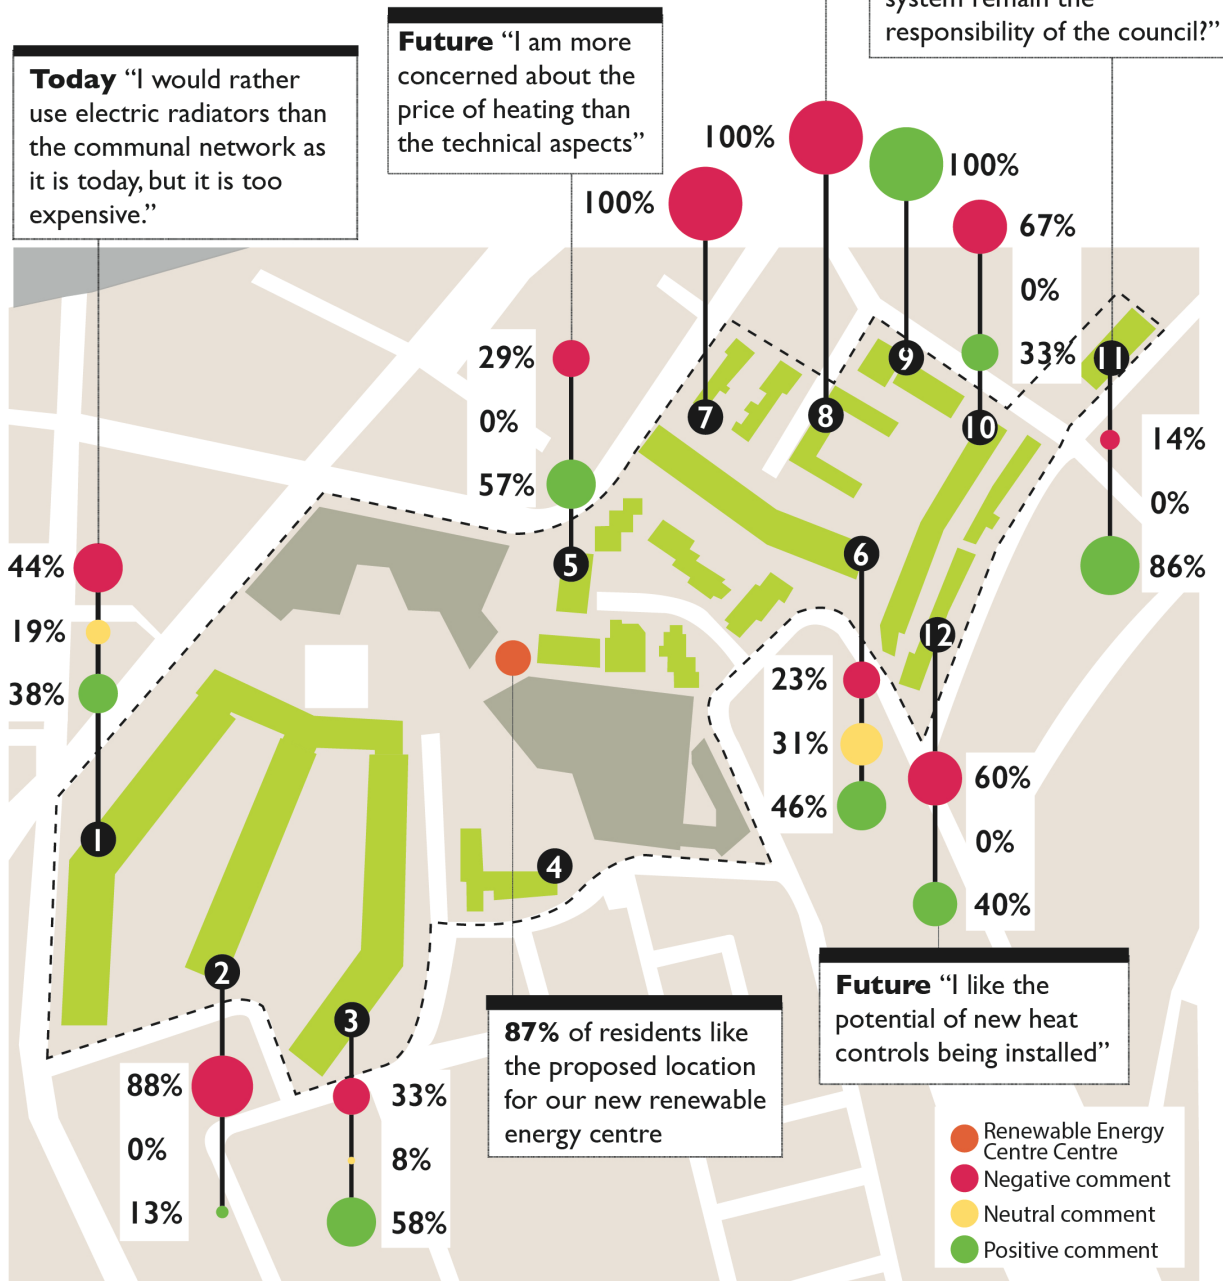 system remain the
responsibility of the council?”
Future “I am more
concerned about the
price of heating than
the technical aspects”
Today “I would rather
use electric radiators than
the communal network as
it is today, but it is too
expensive.”
100%
100%
100%
67%
0%
33%
29%
0%
57%
7
8
9
10
11
14%
0%
86%
44%
19%
38%
5
6
12
23%
31%
46%
60%
0%
40%
1
4
2
3
88%
0%
13%
33%
8%
58%
87% of residents like
the proposed location
for our new renewable
energy centre
Future “I like the
potential of new heat
controls being installed”
Renewable Energy
Centre Centre
Negative comment
Neutral comment
Positive comment